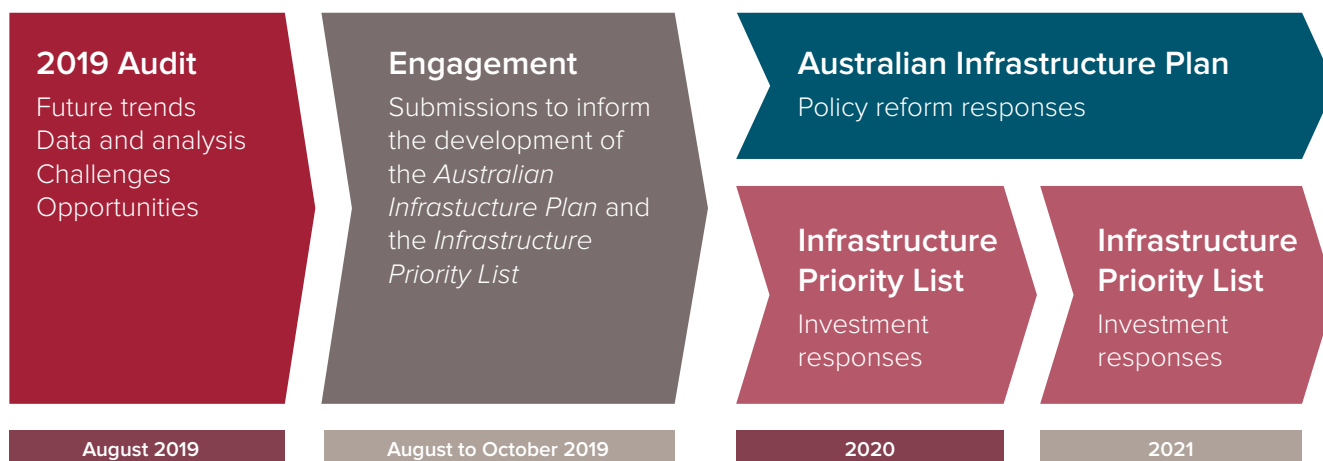 2019 Audit
Future trends
Data and analysis
Challenges
Opportunities
Engagement
Submissions to inform
the development of
the Australian
Infrastucture Plan and
the Infrastructure
Priority List
Australian Infrastructure Plan
Policy reform responses
Infrastructure
Priority List
Investment
responses
Infrastructure
Priority List
Investment
responses
August 2019
August to October 2019
2020
2021